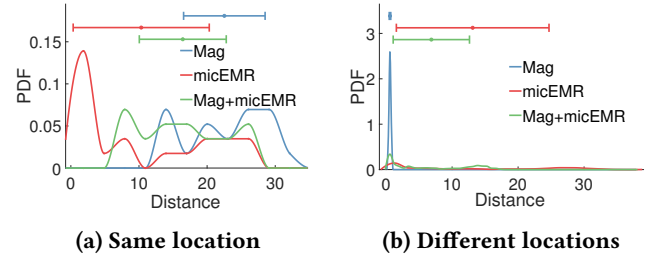 0.15
0.1
0.05
0
PDF
Mag
micEMR
Mag+micEMR
0 10 20 30
Distance
(a) Same location
3
2
1
0
PDF
Mag
micEMR
Mag+micEMR
0 10 20 30
Distance
(b) Different locations